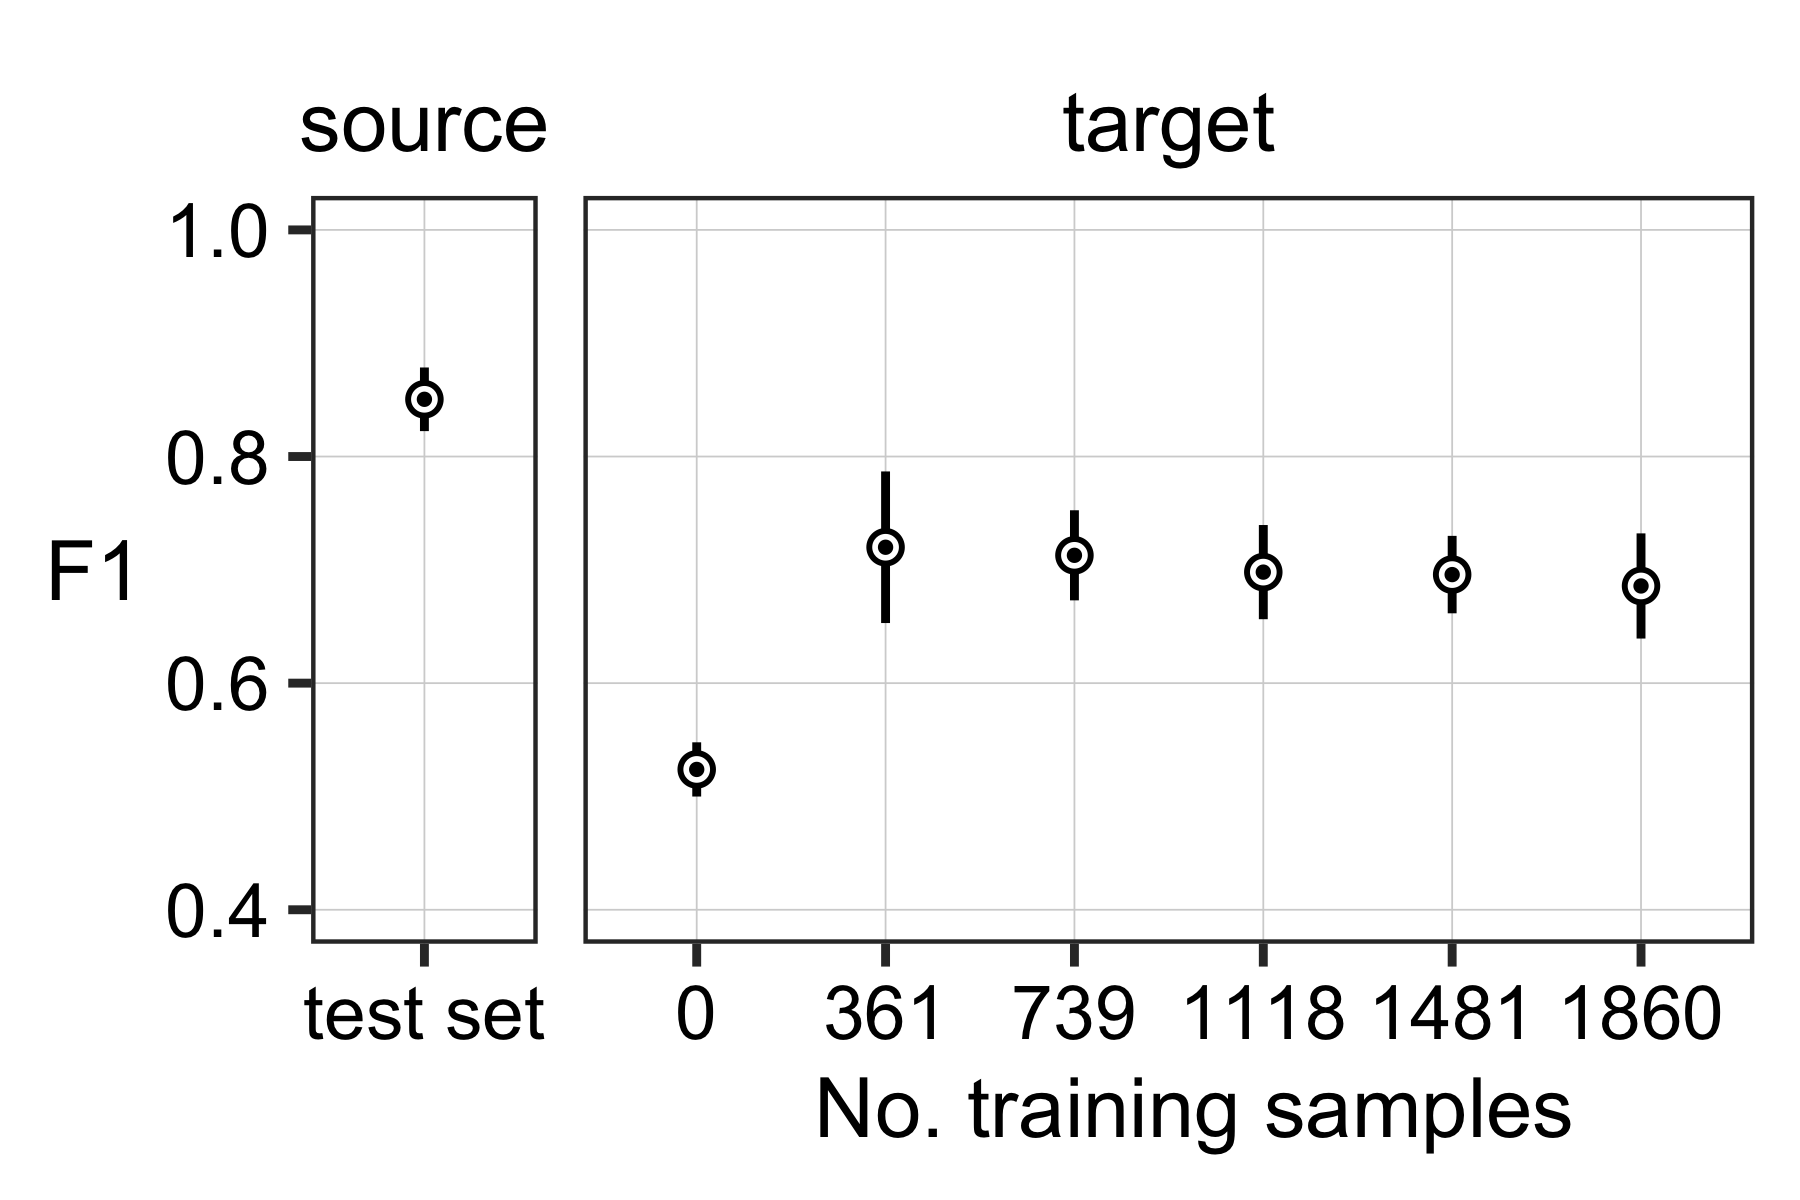 source target
1.0
0.8
F1
0.6
0.4
test set 0 361 739 1118 1481 1860
No. training samples